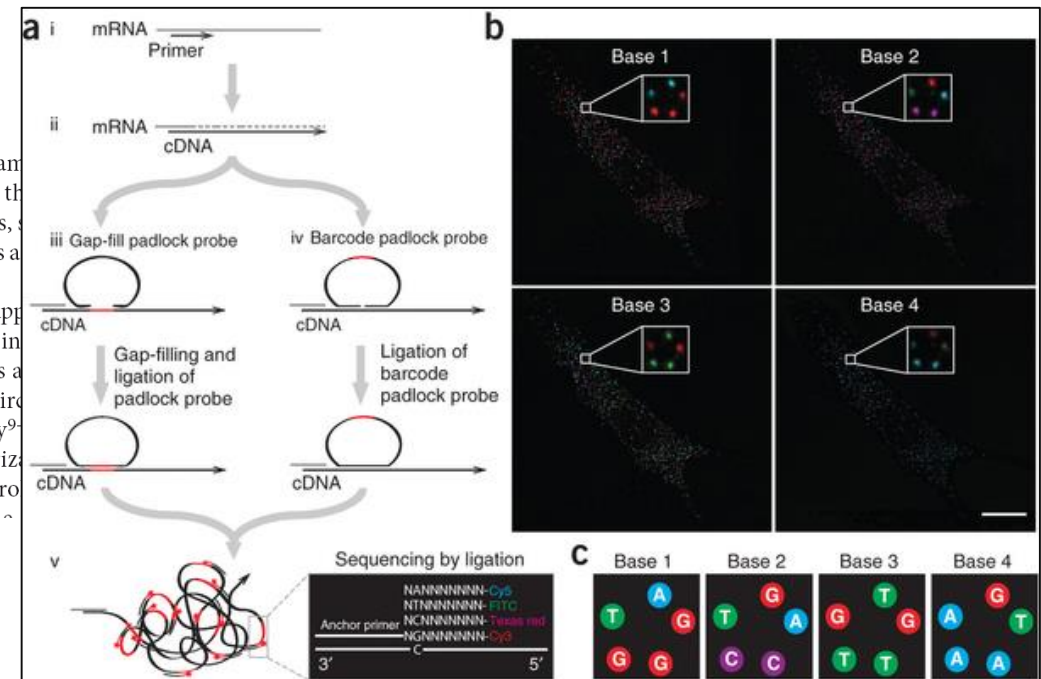 a
i
mRNA
Primer
ii
mRNA
cDNA
iii Gap-fill padlock probe
iv Barcode padlock probe
cDNA
cDNA
Gap-filling and
ligation of
padlock probe
Ligation of
barcode
padlock probe
cDNA
cDNA
v
Sequencing by ligation
NANNNNNNN-Cy5
NTNNNNNNN-FITC
NCNNNNNNN-Texas red
Anchor primer NGNNNNNNN-Cy3
C
3′ 5′
b
Base 1
Base 2
Base 3
Base 4
c
Base 1 Base 2 Base 3 Base 4
A
T
G
G G
G
T
A
C C
T
G
G
T T
G
A
T
A A